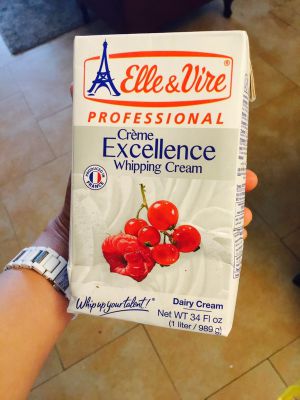 Elle&Vire®
PROFESSIONAL
Crème
Excellence
Whipping Cream
FRANCE
Whip up your talent!
Dairy Cream
Net WT 34 Fl oz
(1 liter / 989 g)